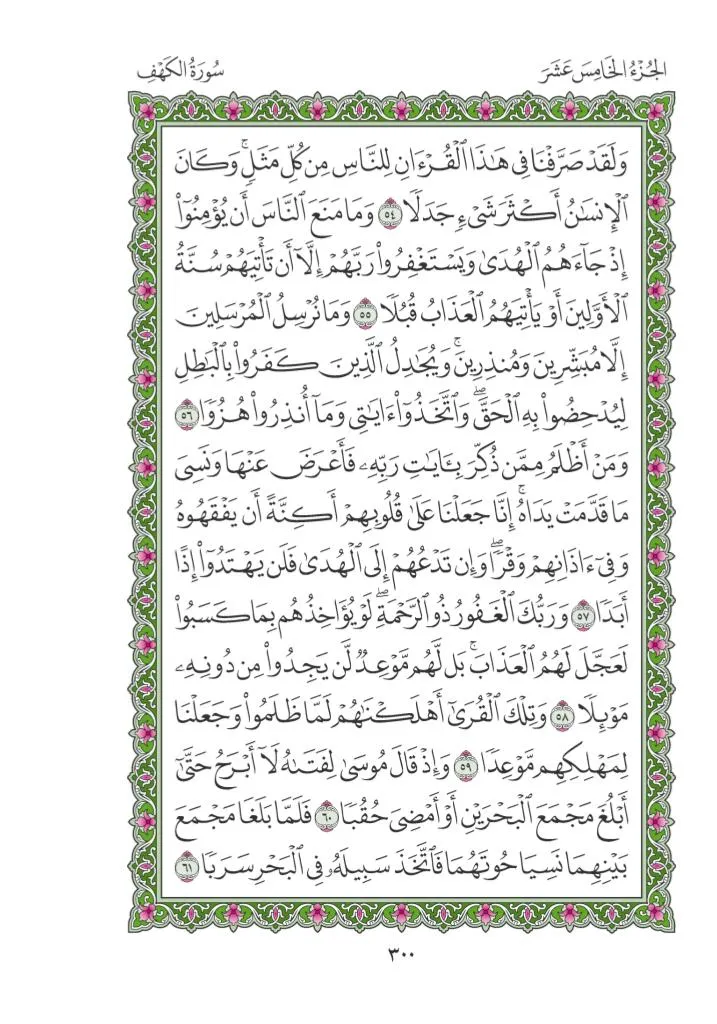 الجُزْءُ الخَامِسَ عَشَرَ
سُورَةُ الكَهْفِ
وَلَقَدْ صَرَّفْنَا فِي هَٰذَا ٱلْقُرْءَانِ لِلنَّاسِ مِن كُلِّ مَثَلٍۚ وَكَانَ
ٱلْإِنسَٰنُ أَكْثَرَ شَيْءٍ جَدَلًا ٥٤ وَمَا مَنَعَ ٱلنَّاسَ أَن يُؤْمِنُوٓا۟
إِذْ جَآءَهُمُ ٱلْهُدَىٰ وَيَسْتَغْفِرُوا۟ رَبَّهُمْ إِلَّآ أَن تَأْتِيَهُمْ سُنَّةُ
ٱلْأَوَّلِينَ أَوْ يَأْتِيَهُمُ ٱلْعَذَابُ قُبُلًا ٥٥ وَمَا نُرْسِلُ ٱلْمُرْسَلِينَ
إِلَّا مُبَشِّرِينَ وَمُنذِرِينَۚ وَيُجَٰدِلُ ٱلَّذِينَ كَفَرُوا۟ بِٱلْبَٰطِلِ
لِيُدْحِضُوا۟ بِهِ ٱلْحَقَّۖ وَٱتَّخَذُوٓا۟ ءَايَٰتِي وَمَآ أُنذِرُوا۟ هُزُوًا ٥٦
وَمَنْ أَظْلَمُ مِمَّن ذُكِّرَ بِـَٔايَٰتِ رَبِّهِۦ فَأَعْرَضَ عَنْهَا وَنَسِيَ
مَا قَدَّمَتْ يَدَاهُۚ إِنَّا جَعَلْنَا عَلَىٰ قُلُوبِهِمْ أَكِنَّةً أَن يَفْقَهُوهُ
وَفِيٓ ءَاذَانِهِمْ وَقْرًاۖ وَإِن تَدْعُهُمْ إِلَى ٱلْهُدَىٰ فَلَن يَهْتَدُوٓا۟ إِذًا
أَبَدًا ٥٧ وَرَبُّكَ ٱلْغَفُورُ ذُو ٱلرَّحْمَةِۖ لَوْ يُؤَاخِذُهُم بِمَا كَسَبُوا۟
لَعَجَّلَ لَهُمُ ٱلْعَذَابَۚ بَل لَّهُم مَّوْعِدٌ لَّن يَجِدُوا۟ مِن دُونِهِۦ
مَوْئِلًا ٥٨ وَتِلْكَ ٱلْقُرَىٰٓ أَهْلَكْنَٰهُمْ لَمَّا ظَلَمُوا۟ وَجَعَلْنَا
لِمَهْلِكِهِم مَّوْعِدًا ٥٩ وَإِذْ قَالَ مُوسَىٰ لِفَتَىٰهُ لَآ أَبْرَحُ حَتَّىٰٓ
أَبْلُغَ مَجْمَعَ ٱلْبَحْرَيْنِ أَوْ أَمْضِيَ حُقُبًا ٦٠ فَلَمَّا بَلَغَا مَجْمَعَ
بَيْنِهِمَا نَسِيَا حُوتَهُمَا فَٱتَّخَذَ سَبِيلَهُۥ فِي ٱلْبَحْرِ سَرَبًا ٦١
٣٠٠